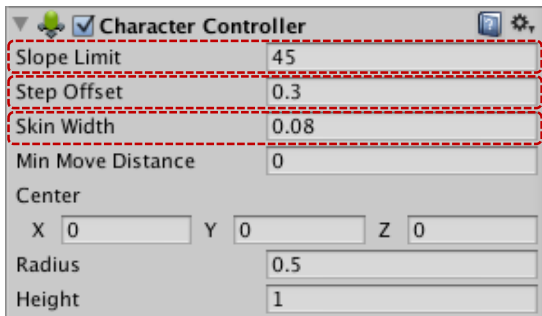 Character Controller
Slope Limit 45
Step Offset 0.3
Skin Width 0.08
Min Move Distance 0
Center
X 0 Y 0 Z 0
Radius 0.5
Height 1